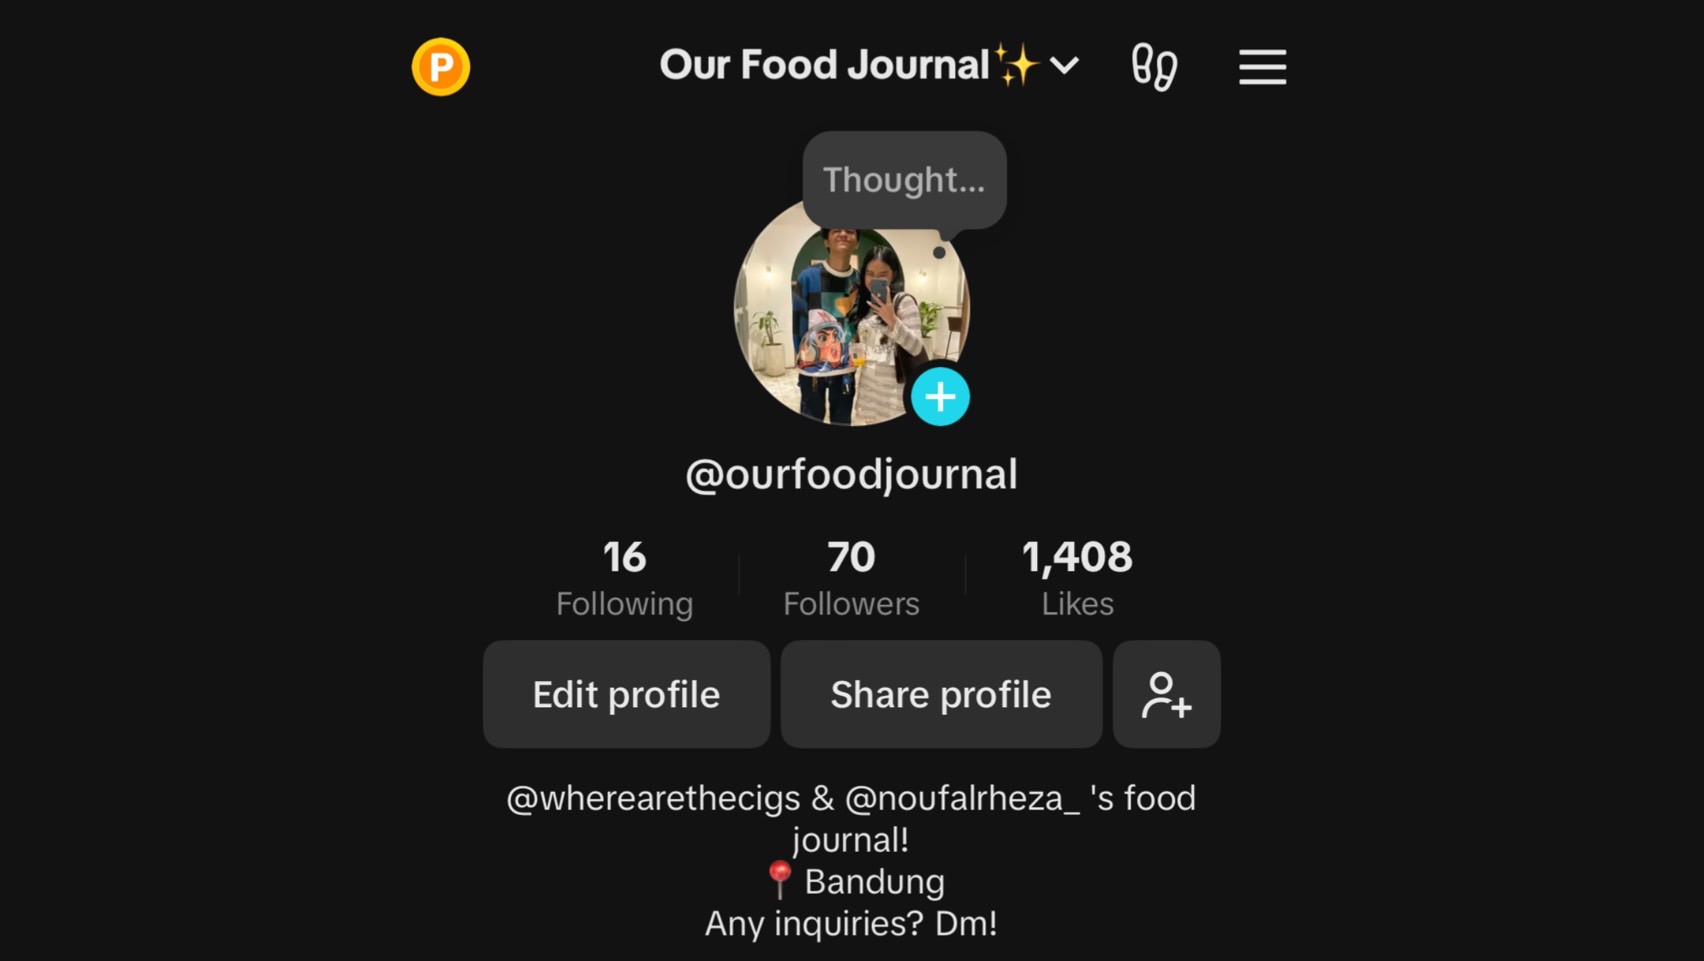 P
Our Food Journal✨
Thought...
@ourfoodjournal
16
Following
70
Followers
1,408
Likes
Edit profile
Share profile
@wherearethecigs & @noufalrheza_ 's food
journal!
📍 Bandung
Any inquiries? Dm!